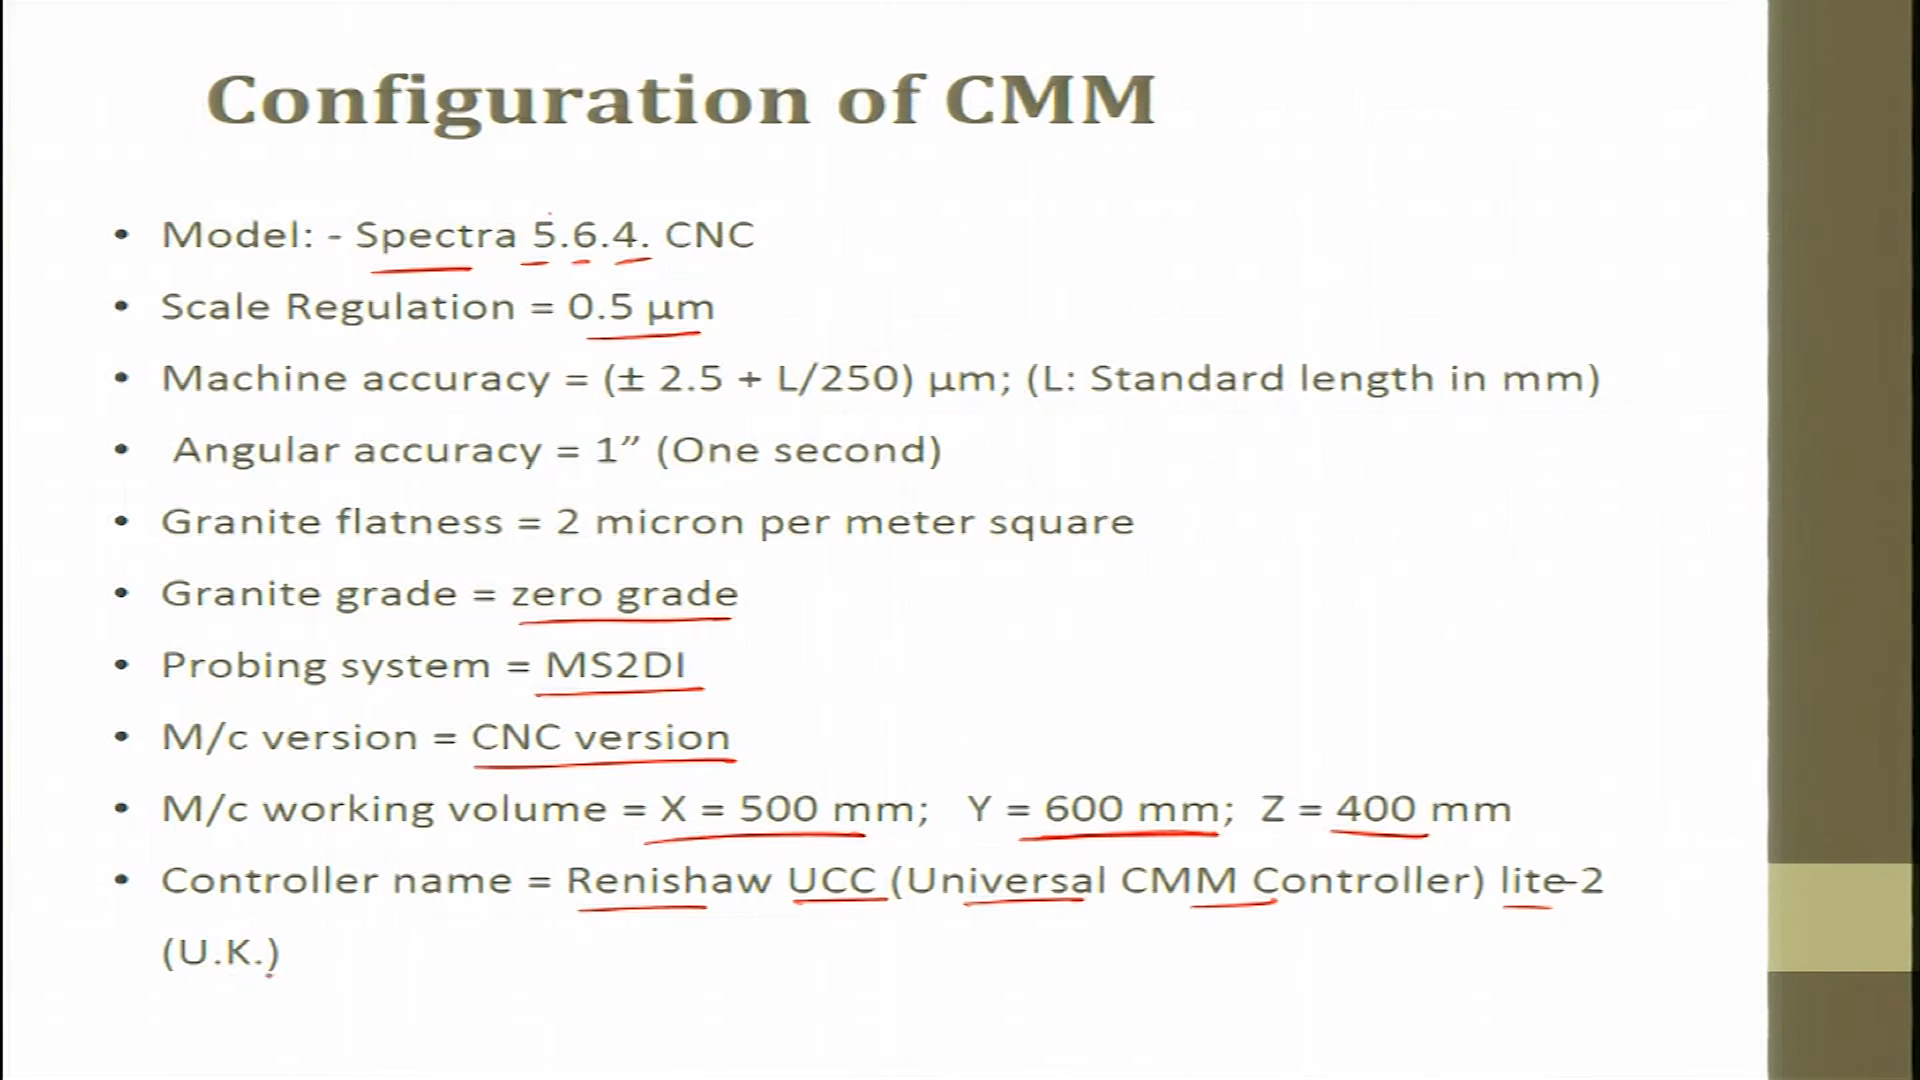 Configuration of CMM
• Model: - Spectra 5.6.4. CNC
• Scale Regulation = 0.5 µm
• Machine accuracy = (± 2.5 + L/250) µm; (L: Standard length in mm)
• Angular accuracy = 1” (One second)
• Granite flatness = 2 micron per meter square
• Granite grade = zero grade
• Probing system = MS2DI
• M/c version = CNC version
• M/c working volume = X = 500 mm; Y = 600 mm; Z = 400 mm
• Controller name = Renishaw UCC (Universal CMM Controller) lite-2
(U.K.)